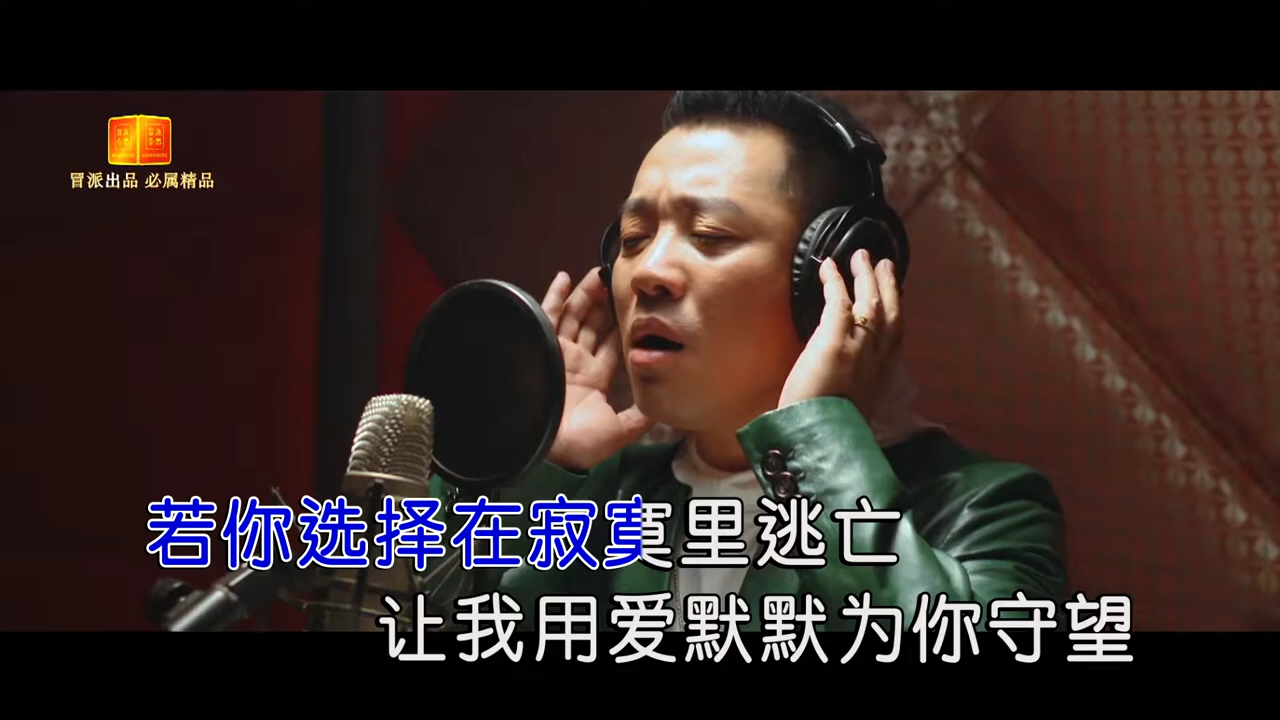 冒派出品 必属精品
若你选择在寂寞里逃亡
让我用爱默默为你守望